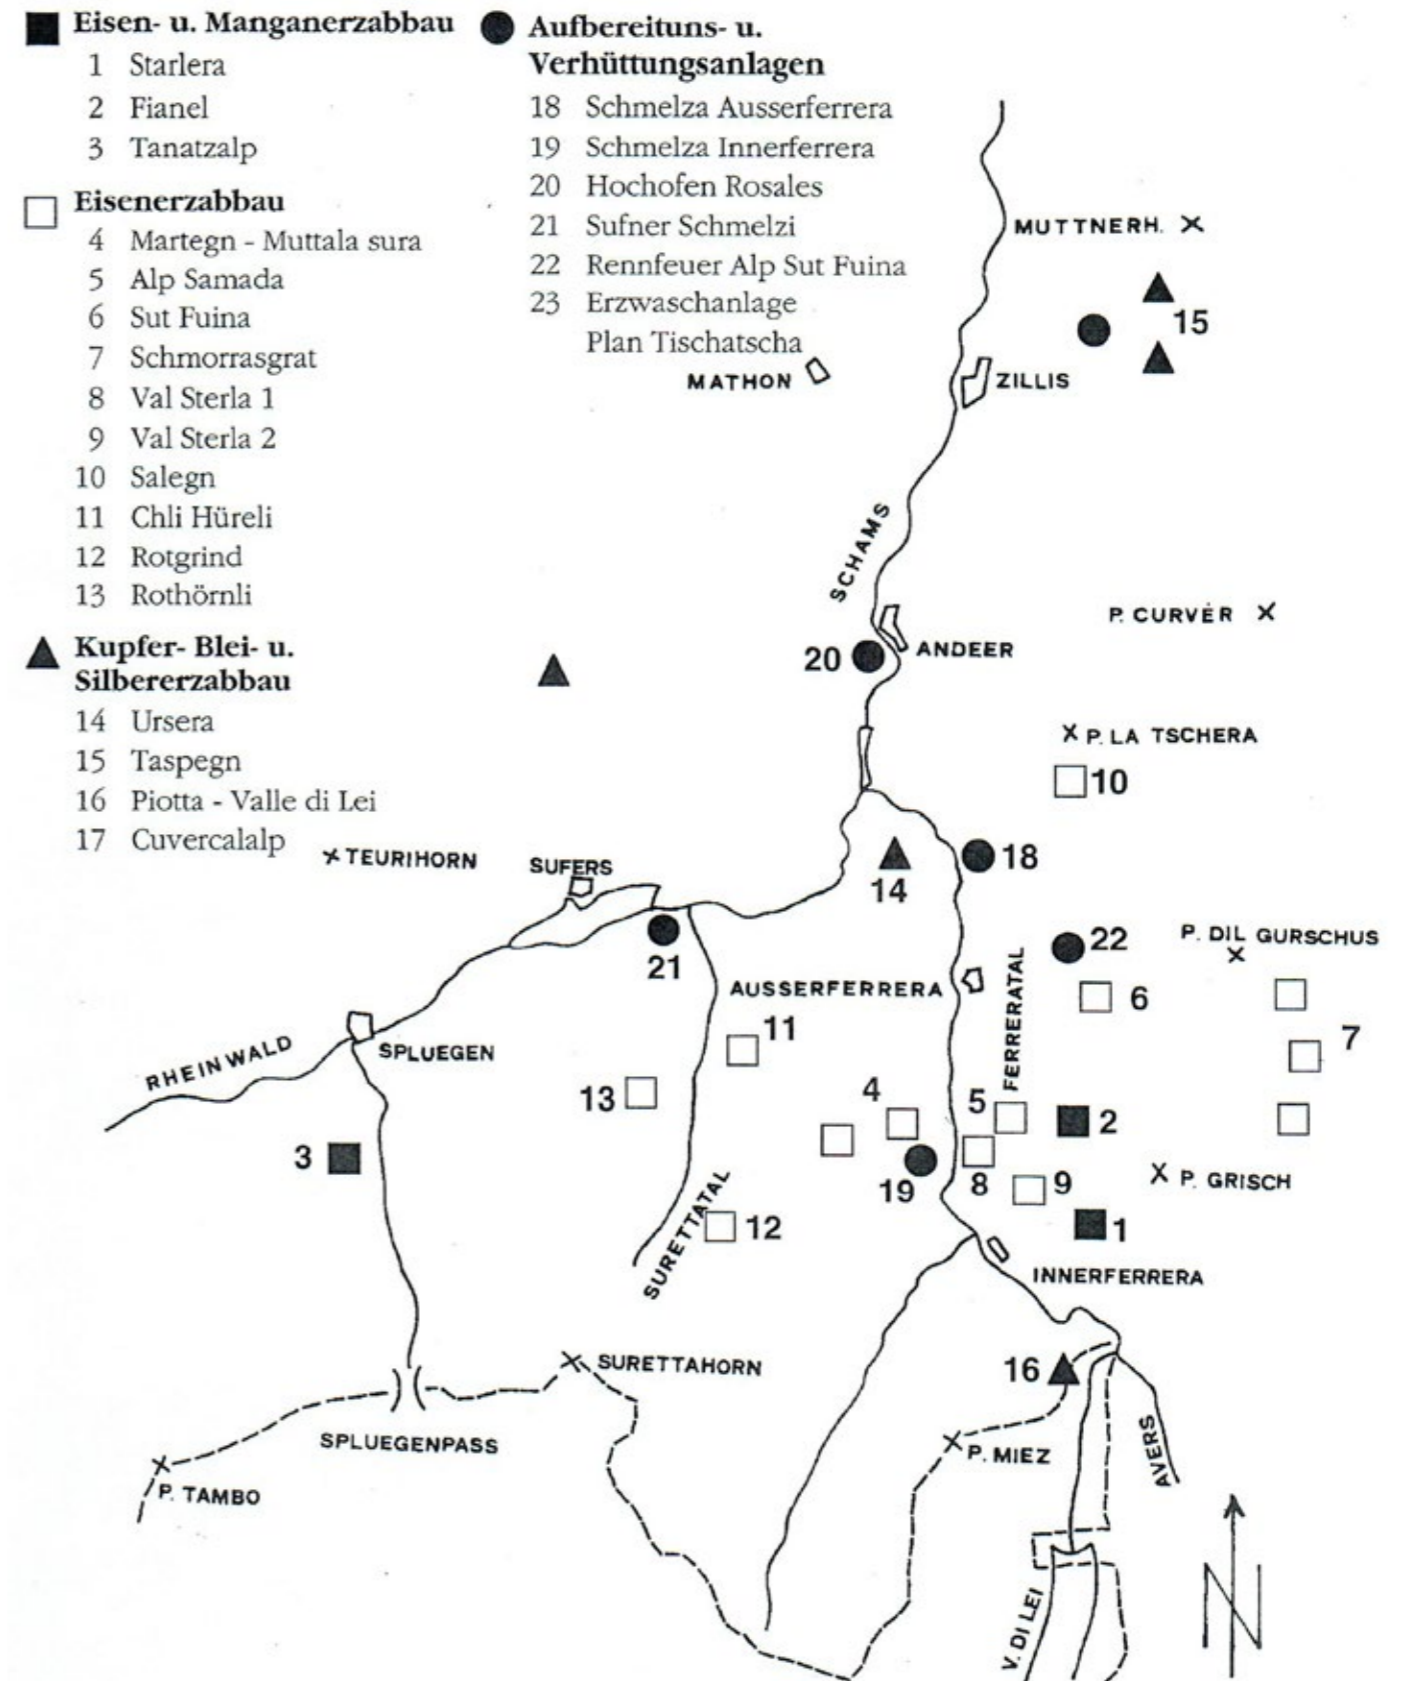 Eisen- u. Manganerzabbau
1 Starlera
2 Fianel
3 Tanatzalp
Eisenerzabbau
4 Martegn - Muttala sura
5 Alp Samada
6 Sut Fuina
7 Schmorrasgrat
8 Val Sterla 1
9 Val Sterla 2
10 Salegn
11 Chli Hüreli
12 Rotgrind
13 Rothörnli
Kupfer- Blei- u.
Silbererzabbau
14 Ursera
15 Taspegn
16 Piotta - Valle di Lei
17 Cuvercalalp
Aufbereituns- u.
Verhüttungsanlagen
18 Schmelza Ausserferrera
19 Schmelza Innerferrera
20 Hochofen Rosales
21 Sufner Schmelzi
22 Rennfeuer Alp Sut Fuina
23 Erzwaschanlage
Plan Tischatscha
MUTTNERH.
15
MATHON
ZILLIS
SCHAMS
P. CURVÉR
20
ANDEER
P. LA TSCHERA
10
TEURIHORN
SUFERS
14
18
21
22
P. DIL GURSCHUS
AUSSERFERRERA
FERRERATAL
6
7
11
RHEINWALD
SPLUEGEN
13
4
5
2
3
19
8
9
P. GRISCH
SURETTATAL
12
1
INNERFERRERA
SURETTAHORN
16
SPLUEGENPASS
P. MIEZ
AVERS
P. TAMBO
V. DI LEI
N